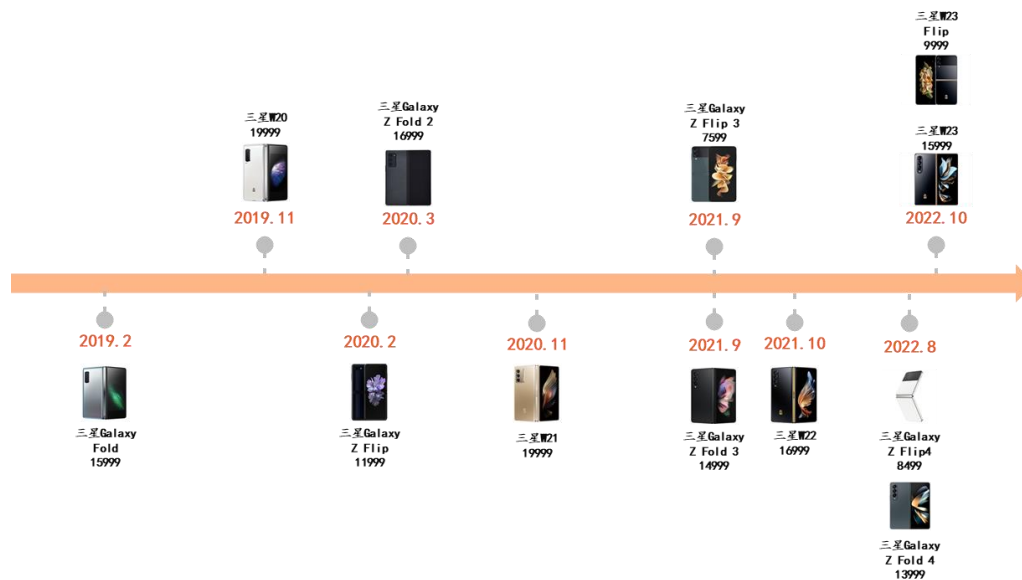 三星W23
Flip
9999
三星W20
19999
三星Galaxy
Z Fold 2
16999
三星Galaxy
Z Flip 3
7599
三星W23
15999
2019.11
2020.3
2021.9
2022.10
2019.2
2020.2
2020.11
2021.9
2021.10
2022.8
三星Galaxy
Fold
15999
三星Galaxy
Z Flip
11999
三星W21
19999
三星Galaxy
Z Fold 3
14999
三星W22
16999
三星Galaxy
Z Flip4
8499
三星Galaxy
Z Fold 4
13999